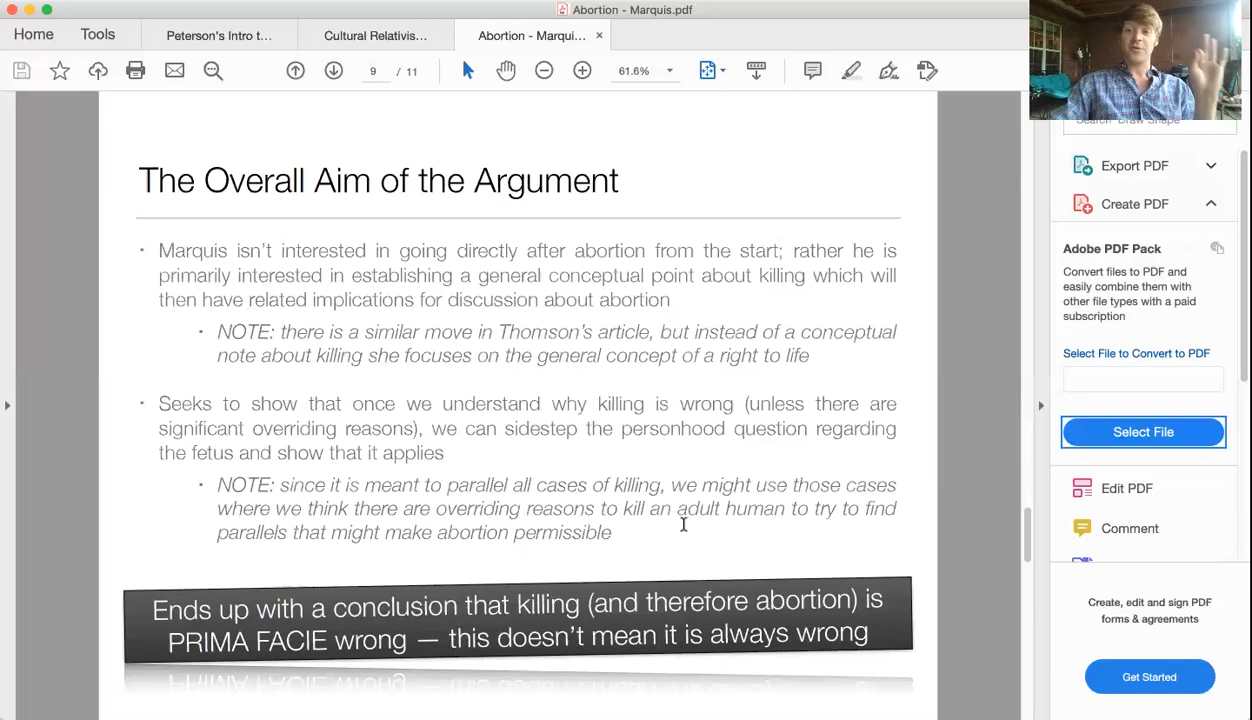 Abortion - Marquis.pdf
Home
Tools
Peterson's Intro t...
Cultural Relativis...
Abortion - Marqui...
9 / 11
61.6%
Search 'Draw Shape'
The Overall Aim of the Argument
Marquis isn't interested in going directly after abortion from the start; rather he is
primarily interested in establishing a general conceptual point about killing which will
then have related implications for discussion about abortion
NOTE: there is a similar move in Thomson's article, but instead of a conceptual
note about killing she focuses on the general concept of a right to life
Seeks to show that once we understand why killing is wrong (unless there are
significant overriding reasons), we can sidestep the personhood question regarding
the fetus and show that it applies
NOTE: since it is meant to parallel all cases of killing, we might use those cases
where we think there are overriding reasons to kill an adult human to try to find
parallels that might make abortion permissible
Ends up with a conclusion that killing (and therefore abortion) is
PRIMA FACIE wrong — this doesn't mean it is always wrong
Export PDF
Create PDF
Adobe PDF Pack
Convert files to PDF and
easily combine them with
other file types with a paid
subscription
Select File to Convert to PDF
Select File
Edit PDF
Comment
Create, edit and sign PDF
forms & agreements
Get Started